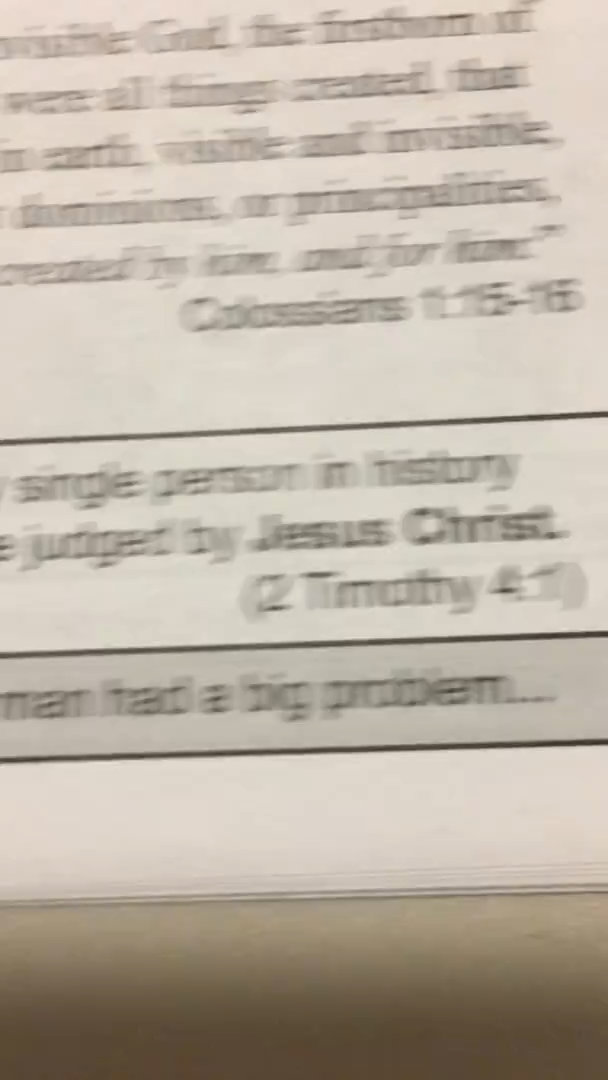 invisible God, the firstborn of
were all things created, that
in earth, visible and invisible,
dominions, or principalities,
created by him, and for him:"
Colossians 1:15-16
single person in history
judged by Jesus Christ.
(2 Timothy 4:1)
man had a big problem...